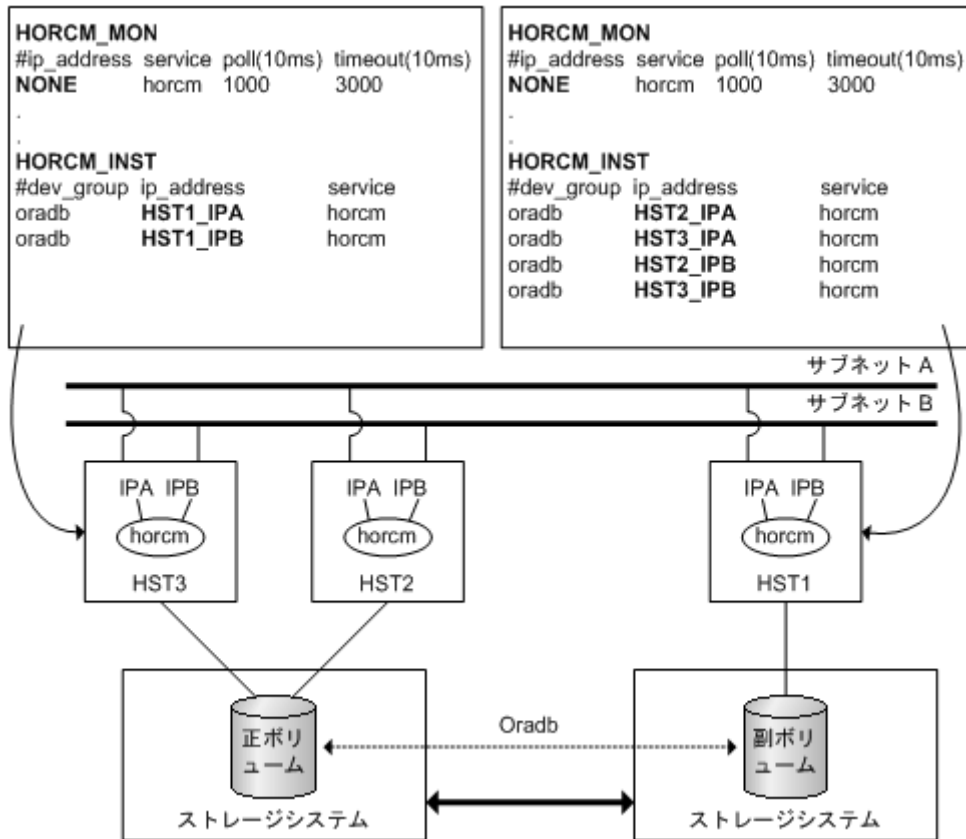 HORCM_MON
#ip_address service poll(10ms) timeout(10ms)
NONE horcm 1000 3000
.
.
HORCM_INST
#dev_group ip_address service
oradb HST1_IPA horcm
oradb HST1_IPB horcm
HORCM_MON
#ip_address service poll(10ms) timeout(10ms)
NONE horcm 1000 3000
.
.
HORCM_INST
#dev_group ip_address service
oradb HST2_IPA horcm
oradb HST3_IPA horcm
oradb HST2_IPB horcm
oradb HST3_IPB horcm
サブネット A
サブネット B
IPA IPB
horcm
HST3
IPA IPB
horcm
HST2
IPA IPB
horcm
HST1
正ボリ
ューム
ストレージシステム
Oradb
副ボリ
ューム
ストレージシステム